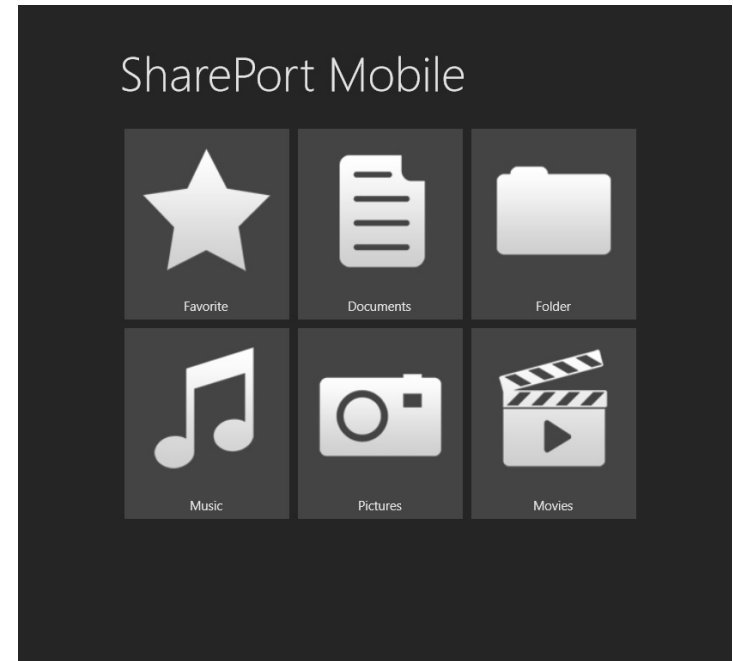 SharePort Mobile
Favorite
Documents
Folder
Music
Pictures
Movies